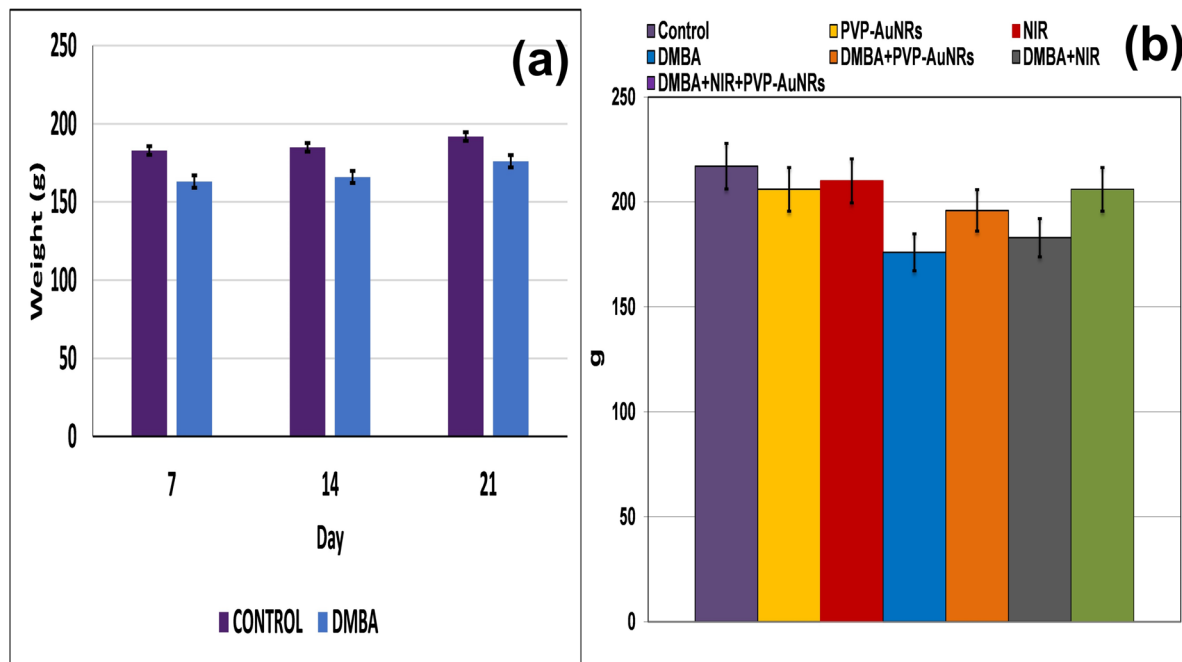 (a)
250
200
150
100
50
0
Weight (g)
7 14 21
Day
CONTROL DMBA
(b)
Control PVP-AuNRs NIR
DMBA DMBA+PVP-AuNRs DMBA+NIR
DMBA+NIR+PVP-AuNRs
250
200
150
100
50
0
g